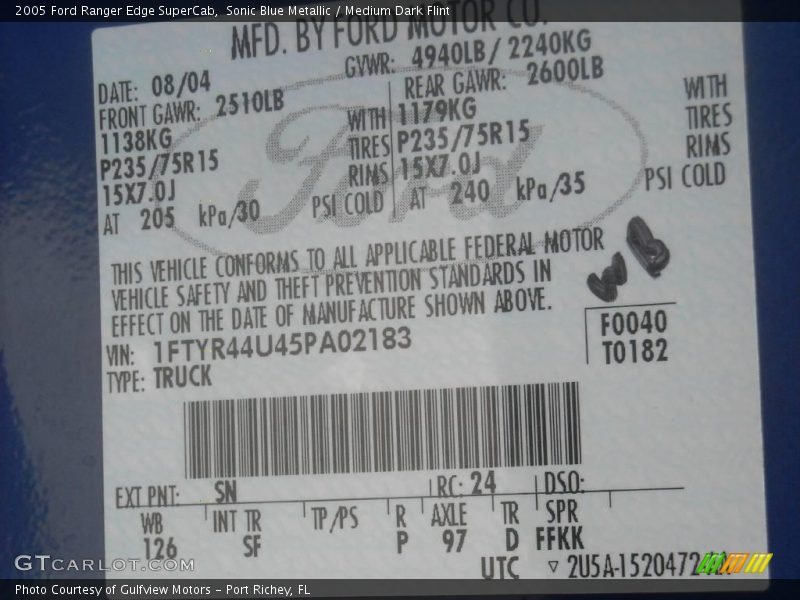 2005 Ford Ranger Edge SuperCab, Sonic Blue Metallic / Medium Dark Flint
MFD. BY FORD MOTOR CO.
DATE: 08/04 GVWR: 4940LB/ 2240KG
FRONT GAWR: 2510LB REAR GAWR: 2600LB
1138KG WITH 1179KG WITH
P235/75R15 TIRES P235/75R15 TIRES
15X7.0J RIMS 15X7.0J RIMS
AT 205 kPa/30 PSI COLD AT 240 kPa/35 PSI COLD
Ford
THIS VEHICLE CONFORMS TO ALL APPLICABLE FEDERAL MOTOR
VEHICLE SAFETY AND THEFT PREVENTION STANDARDS IN
EFFECT ON THE DATE OF MANUFACTURE SHOWN ABOVE.
VIN: 1FTYR44U45PA02183
TYPE: TRUCK
F0040
T0182
EXT PNT: SN RC: 24 DSO:
WB INT TR TP/PS R AXLE TR SPR
126 SF P 97 D FFKK
UTC ▽ 2U5A-1520472
GTCARLOT.COM
Photo Courtesy of Gulfview Motors – Port Richey, FL